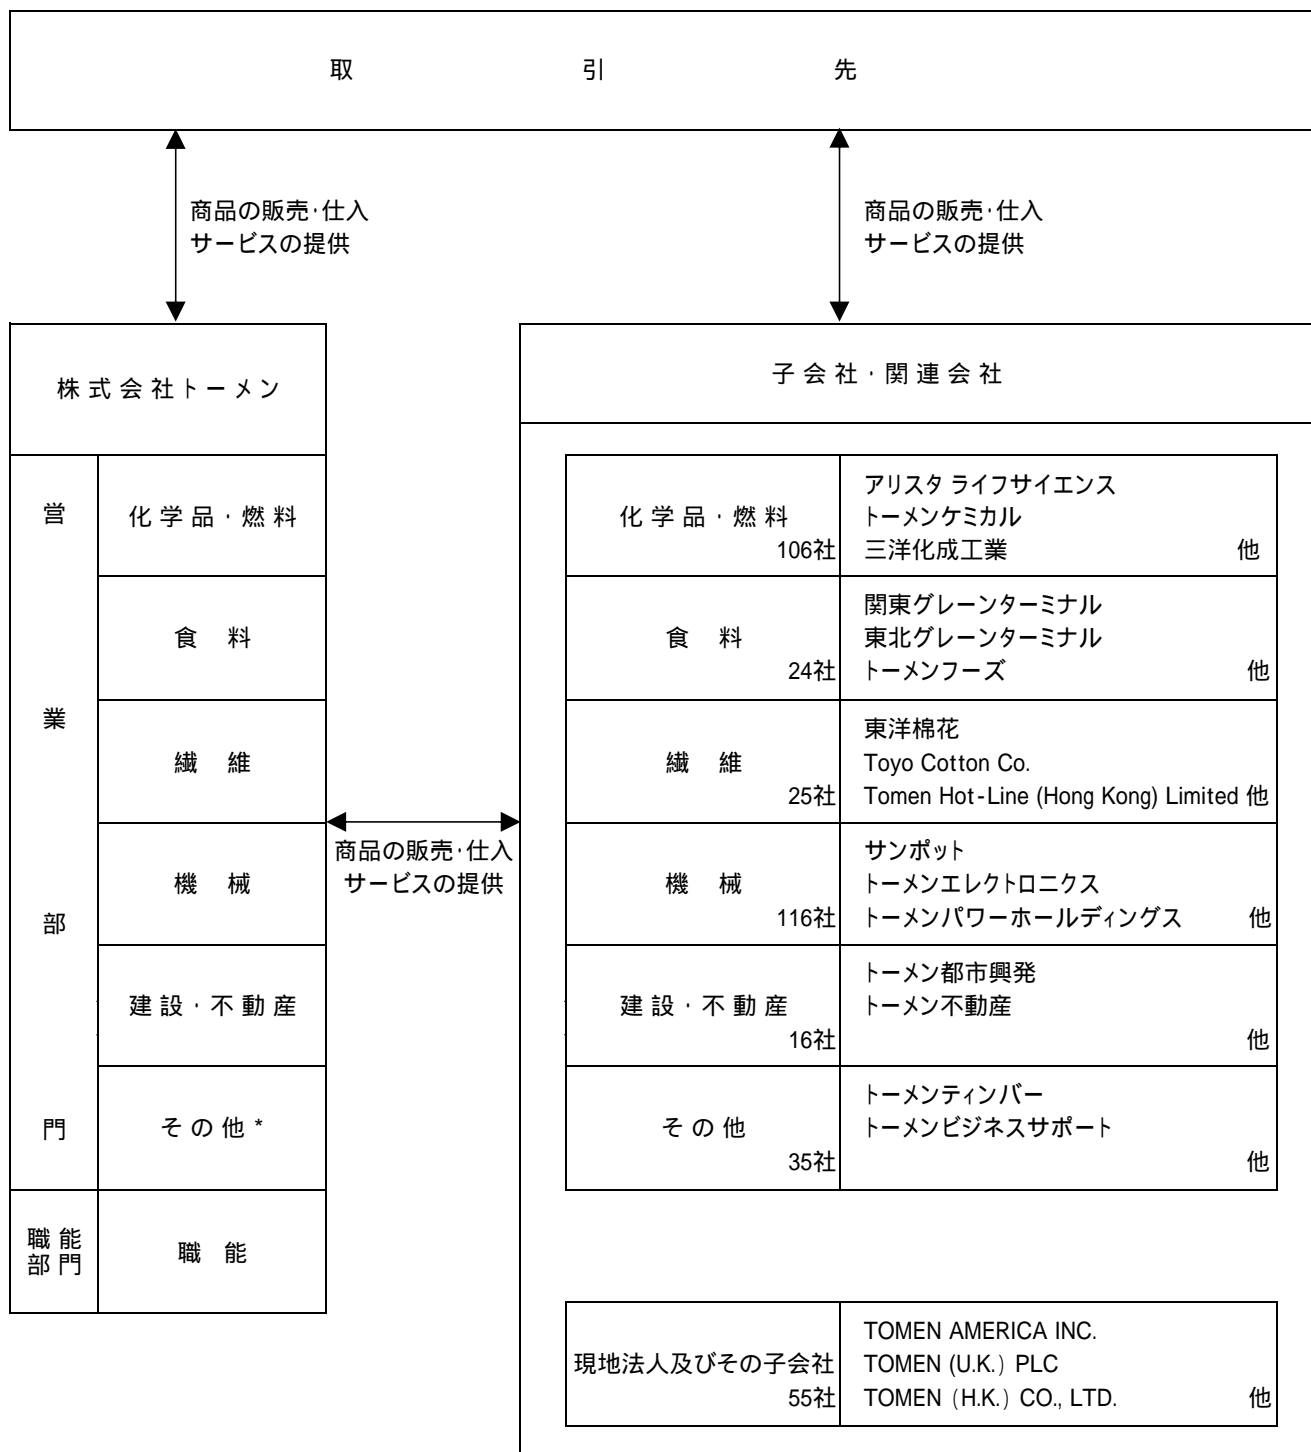 取引先
商品の販売・仕入
サービスの提供
商品の販売・仕入
サービスの提供
株式会社トーメン
子会社・関連会社
営業部門
化学品・燃料
食料
繊維
機械
建設・不動産
その他*
職能
部門
職能
商品の販売・仕入
サービスの提供
化学品・燃料
106社
アリスタ ライフサイエンス
トーメンケミカル
三洋化成工業 他
食料
24社
関東グレーンターミナル
東北グレーンターミナル
トーメンフーズ 他
繊維
25社
東洋棉花
Toyo Cotton Co.
Tomen Hot-Line (Hong Kong) Limited 他
機械
116社
サンポット
トーメンエレクトロニクス
トーメンパワーホールディングス 他
建設・不動産
16社
トーメン都市興発
トーメン不動産
他
その他
35社
トーメンティンバー
トーメンビジネスサポート
他
現地法人及びその子会社
55社
TOMEN AMERICA INC.
TOMEN (U.K.) PLC
TOMEN (H.K.) CO., LTD. 他